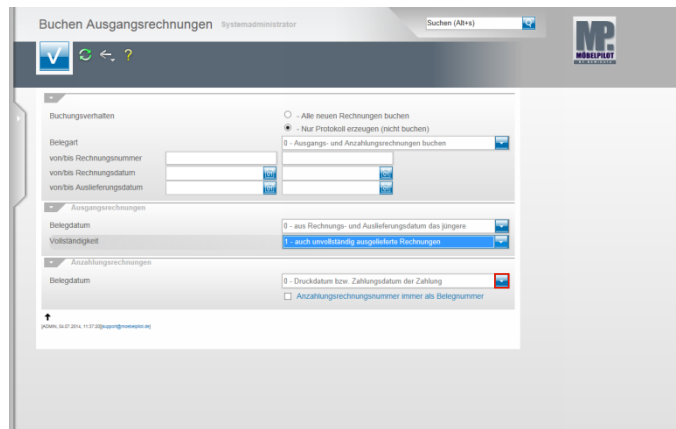 Buchen Ausgangsrechnungen Systemadministrator Suchen (Alt+s)
MP
MÖBELPILOT
?
Buchungsverhalten - Alle neuen Rechnungen buchen
- Nur Protokoll erzeugen (nicht buchen)
Belegart 0 - Ausgangs- und Anzahlungsrechnungen buchen
von/bis Rechnungsnummer
von/bis Rechnungsdatum
von/bis Auslieferungsdatum
Ausgangsrechnungen
Belegdatum 0 - aus Rechnungs- und Auslieferungsdatum das jüngere
Vollständigkeit 1 - auch unvollständig ausgelieferte Rechnungen
Anzahlungsrechnungen
Belegdatum 0 - Druckdatum bzw. Zahlungsdatum der Zahlung
Anzahlungsrechnungsnummer immer als Belegnummer